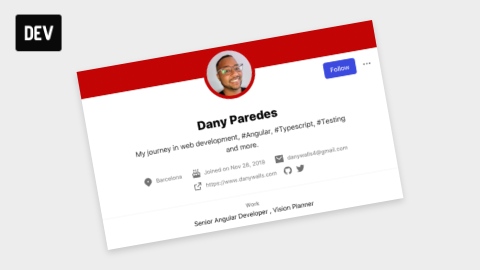 DEV
Follow
Dany Paredes
My journey in web development, #Angular, #Typescript, #Testing
and more.
Barcelona
Joined on Nov 28, 2019
danywalls4@gmail.com
https://www.danywalls.com
Work
Senior Angular Developer , Vision Planner